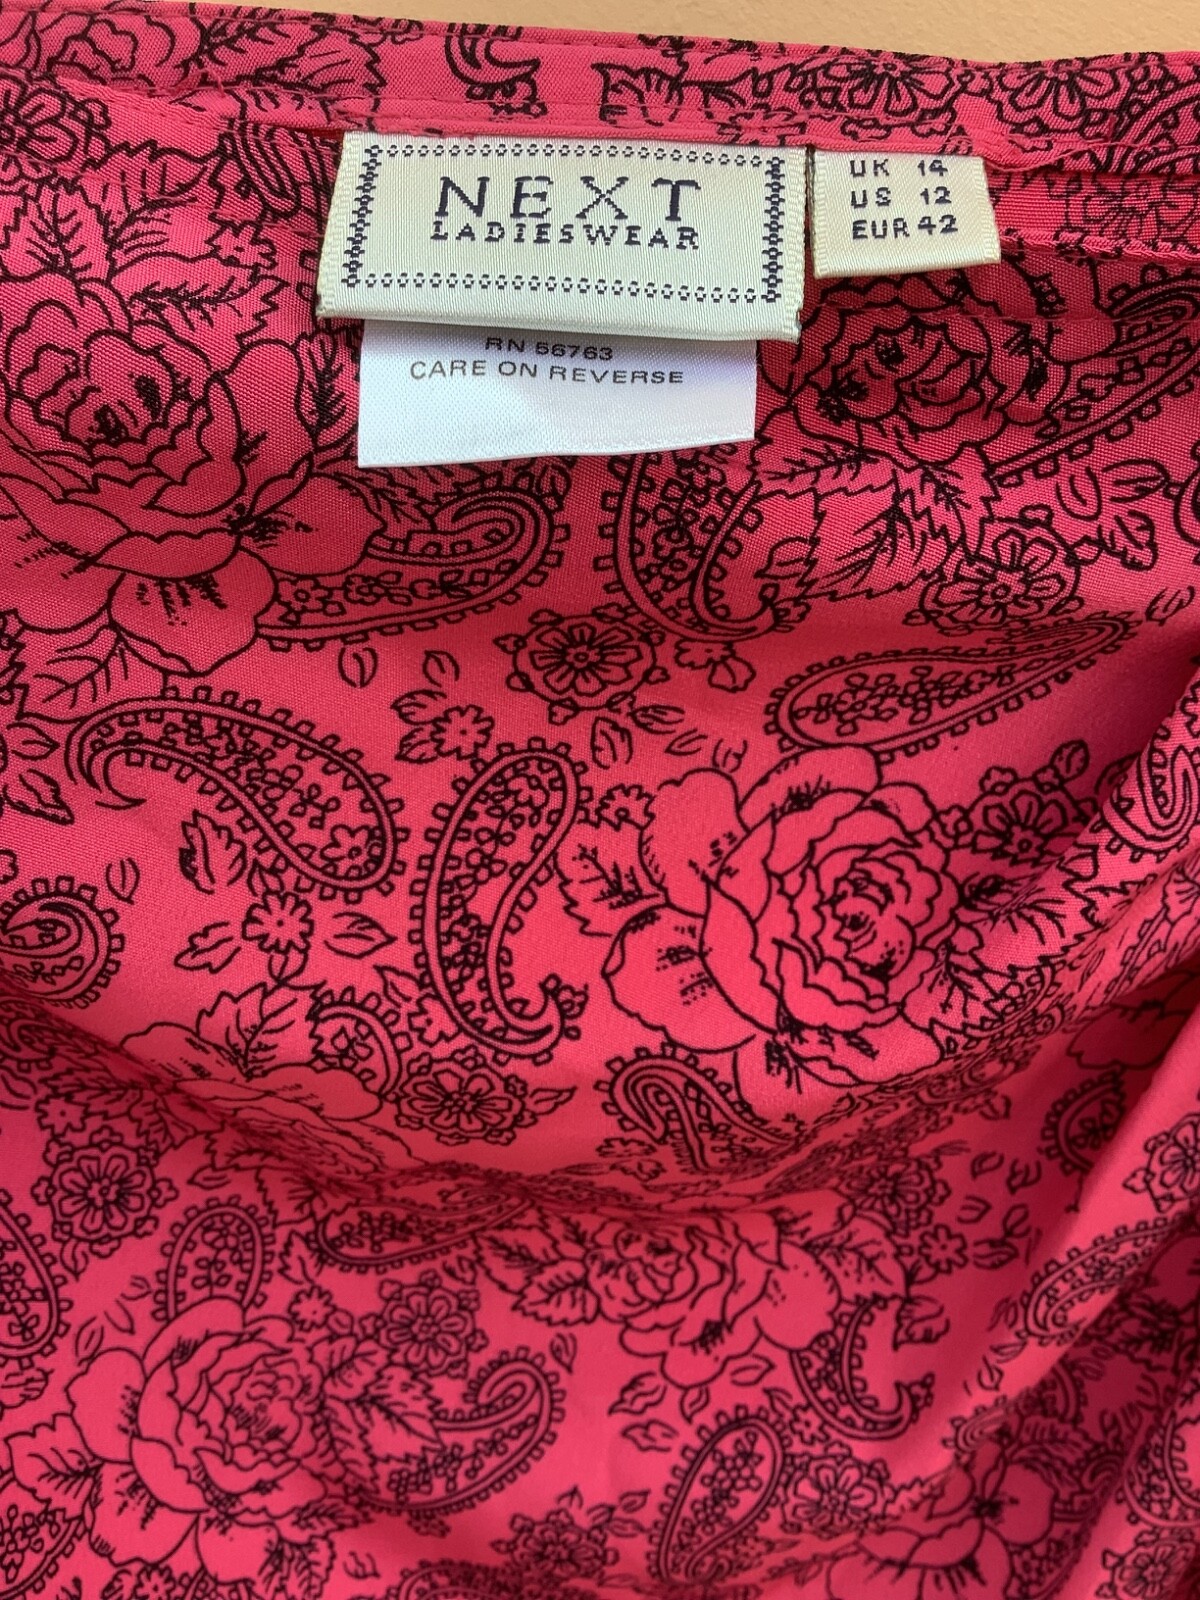 NEXT
LADIESWEAR
UK 14
US 12
EUR 42
RN 56763
CARE ON REVERSE